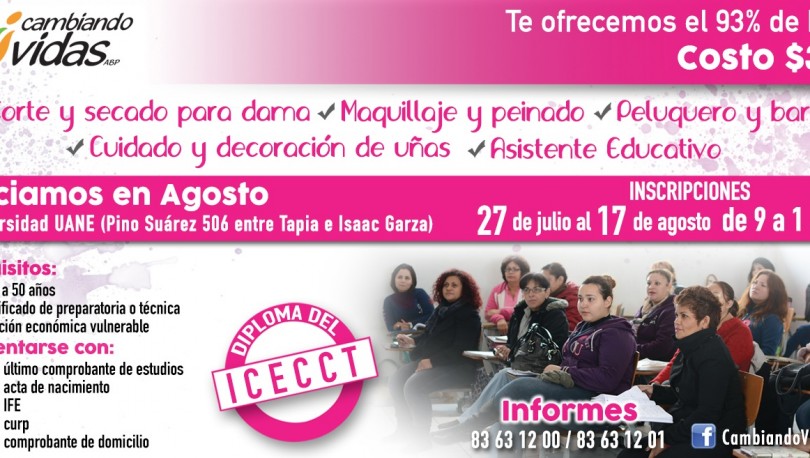 cambiando
vidas ABP
Te ofrecemos el 93% de
Costo $3
orte y secado para dama ✓ Maquillaje y peinado ✓ Peluquero y bar
✓ Cuidado y decoración de uñas ✓ Asistente Educativo
ciamos en Agosto
ersidad UANE (Pino Suárez 506 entre Tapia e Isaac Garza)
INSCRIPCIONES
27 de julio al 17 de agosto de 9 a 1
isitos:
a 50 años
ificado de preparatoria o técnica
ción económica vulnerable
entarse con:
último comprobante de estudios
acta de nacimiento
IFE
curp
comprobante de domicilio
DIPLOMA DEL
ICECCT
Informes
83 63 12 00 / 83 63 12 01
f CambiandoV